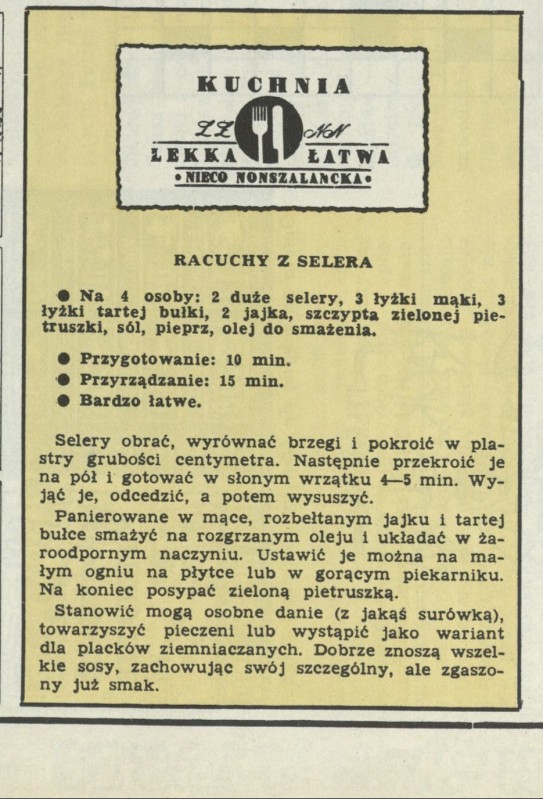 KUCHNIA
ŁŁ NN
LEKKA ŁATWA
• NIECO NONSZALANCKA •
RACUCHY Z SELERA
● Na 4 osoby: 2 duże selery, 3 łyżki mąki, 3
łyżki tartej bułki, 2 jajka, szczypta zielonej pie-
truszki, sól, pieprz, olej do smażenia.
● Przygotowanie: 10 min.
● Przyrządzanie: 15 min.
● Bardzo łatwe.
Selery obrać, wyrównać brzegi i pokroić w pla-
stry grubości centymetra. Następnie przekroić je
na pół i gotować w słonym wrzątku 4—5 min. Wy-
jąć je, odcedzić, a potem wysuszyć.
Panierowane w mące, rozbełtanym jajku i tartej
bułce smażyć na rozgrzanym oleju i układać w ża-
roodpornym naczyniu. Ustawić je można na ma-
łym ogniu na płytce lub w gorącym piekarniku.
Na koniec posypać zieloną pietruszką.
Stanowić mogą osobne danie (z jakąś surówką),
towarzyszyć pieczeni lub wystąpić jako wariant
dla placków ziemniaczanych. Dobrze znoszą wszel-
kie sosy, zachowując swój szczególny, ale zgaszo-
ny już smak.